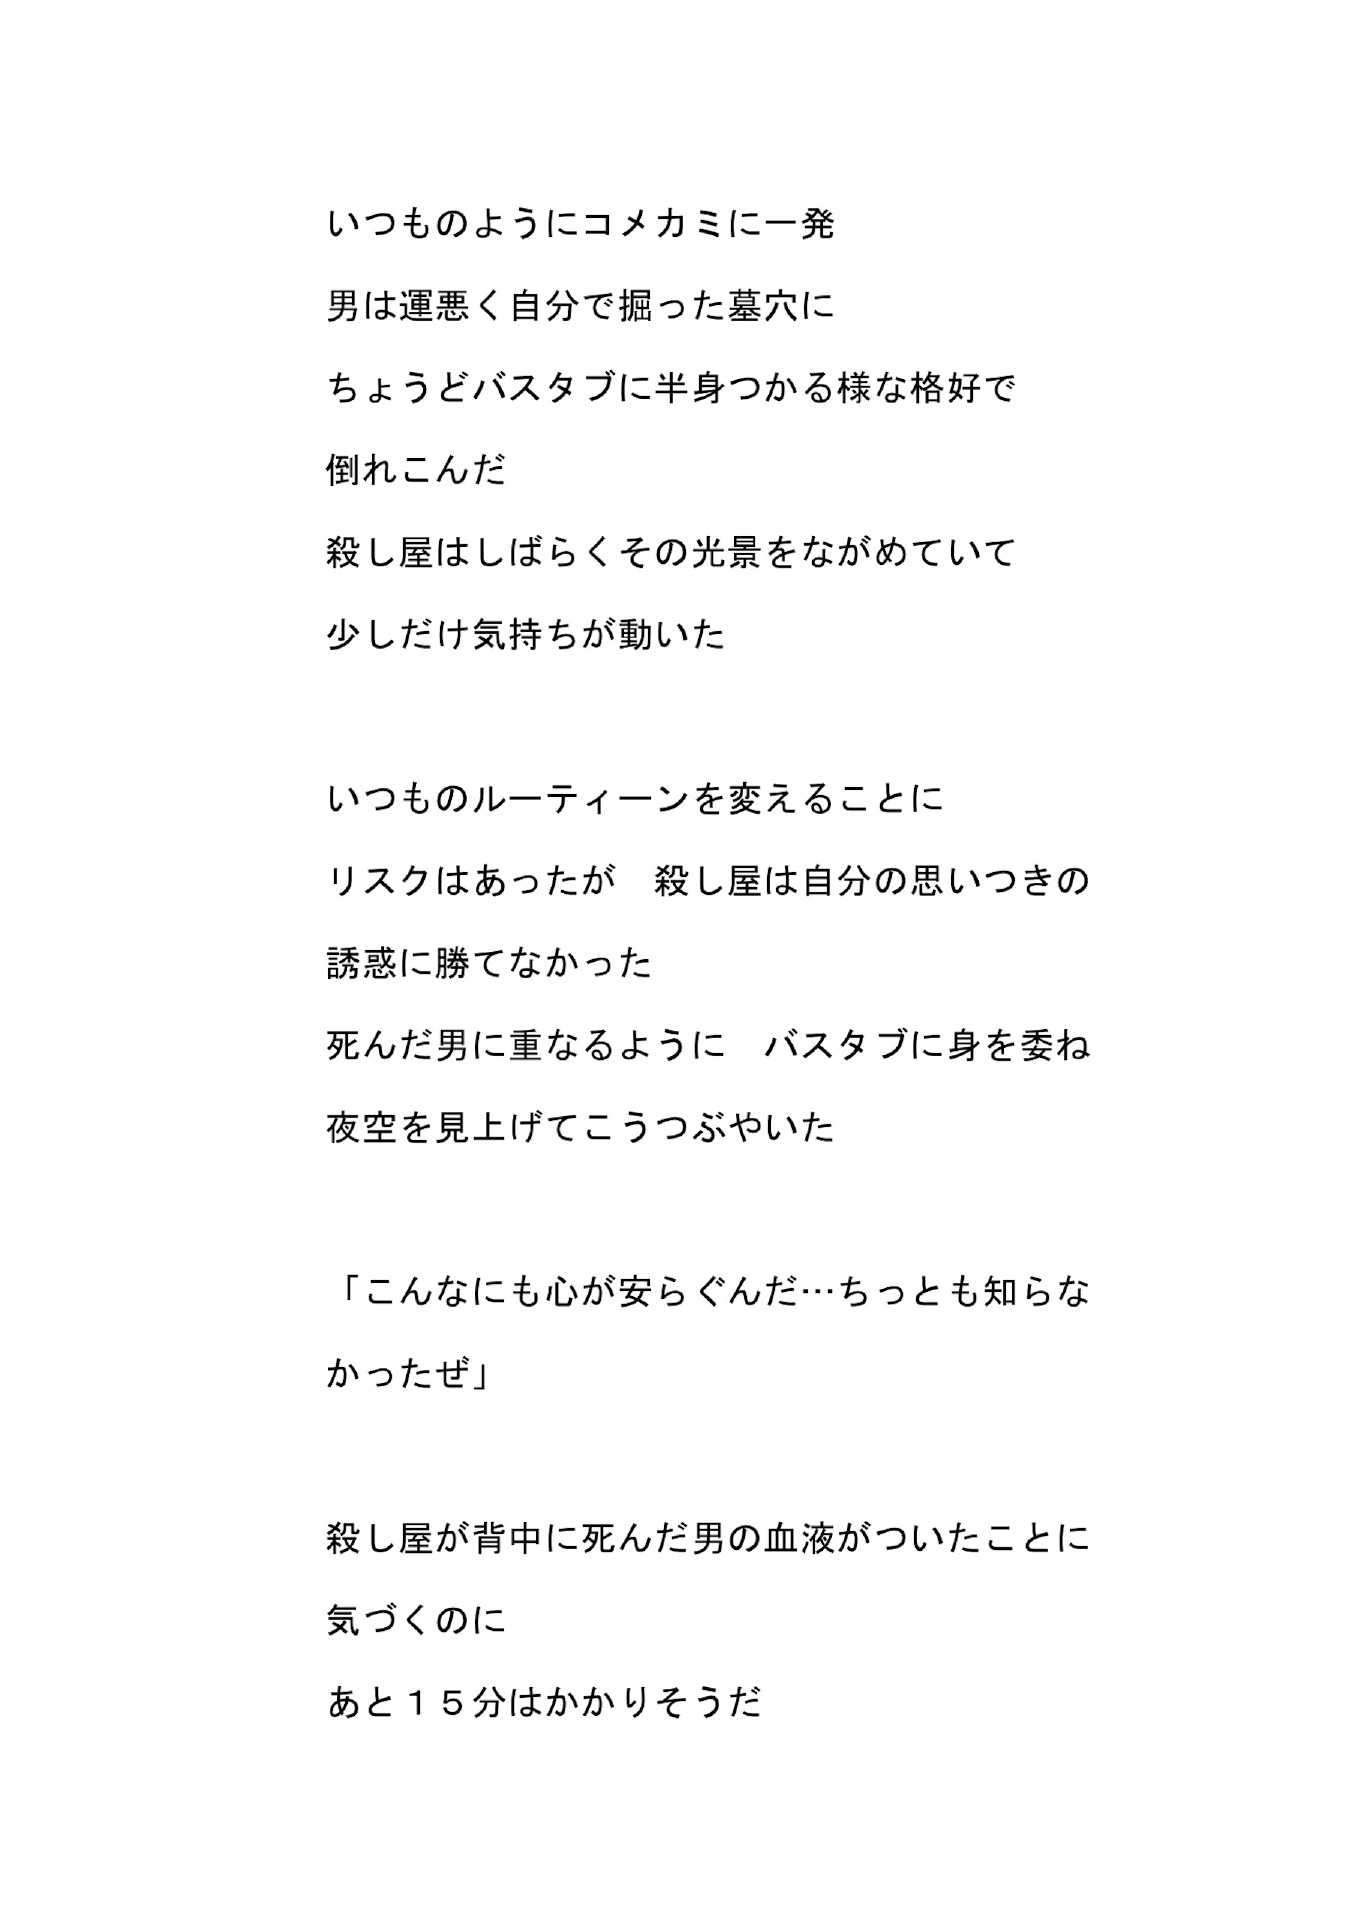 いつものようにコメカミに一発
男は運悪く自分で掘った墓穴に
ちょうどバスタブに半身つかる様な格好で
倒れこんだ
殺し屋はしばらくその光景をながめていて
少しだけ気持ちが動いた
いつものルーティーンを変えることに
リスクはあったが　殺し屋は自分の思いつきの
誘惑に勝てなかった
死んだ男に重なるように　バスタブに身を委ね
夜空を見上げてこうつぶやいた
「こんなにも心が安らぐんだ…ちっとも知らな
かったぜ」
殺し屋が背中に死んだ男の血液がついたことに
気づくのに
あと１５分はかかりそうだ